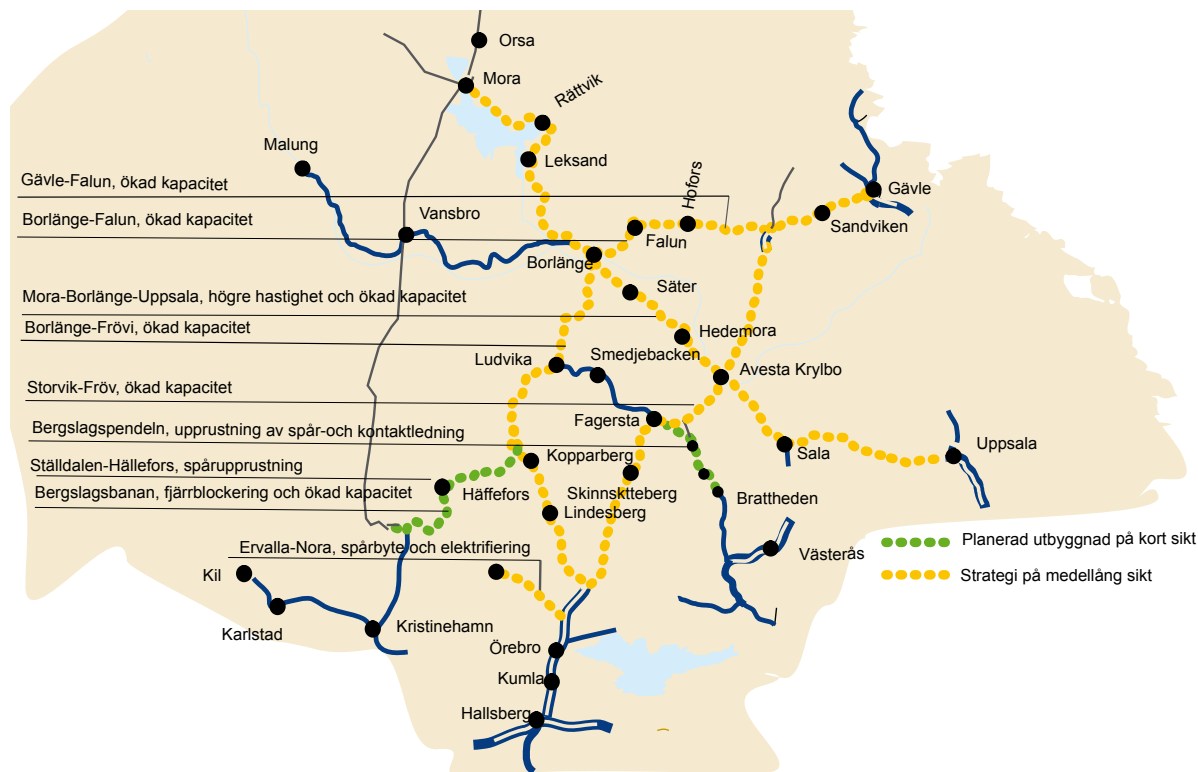 Orsa
Mora
Rättvik
Malung
Leksand
Gävle-Falun, ökad kapacitet
Hofors
Gävle
Borlänge-Falun, ökad kapacitet
Vansbro
Sandviken
Falun
Borlänge
Mora-Borlänge-Uppsala, högre hastighet och ökad kapacitet
Säter
Borlänge-Frövi, ökad kapacitet
Hedemora
Ludvika
Smedjebacken
Avesta Krylbo
Storvik-Fröv, ökad kapacitet
Fagersta
Bergslagspendeln, upprustning av spår-och kontaktledning
Uppsala
Sala
Kopparberg
Ställdalen-Hällefors, spårupprustning
Bergslagsbanan, fjärrblockering och ökad kapacitet
Häffefors
Skinnsktteberg
Brattheden
Lindesberg
Planerad utbyggnad på kort sikt
Ervalla-Nora, spårbyte och elektrifiering
Västerås
Strategi på medellång sikt
Kil
Karlstad
Kristinehamn
Örebro
Kumla
Hallsberg